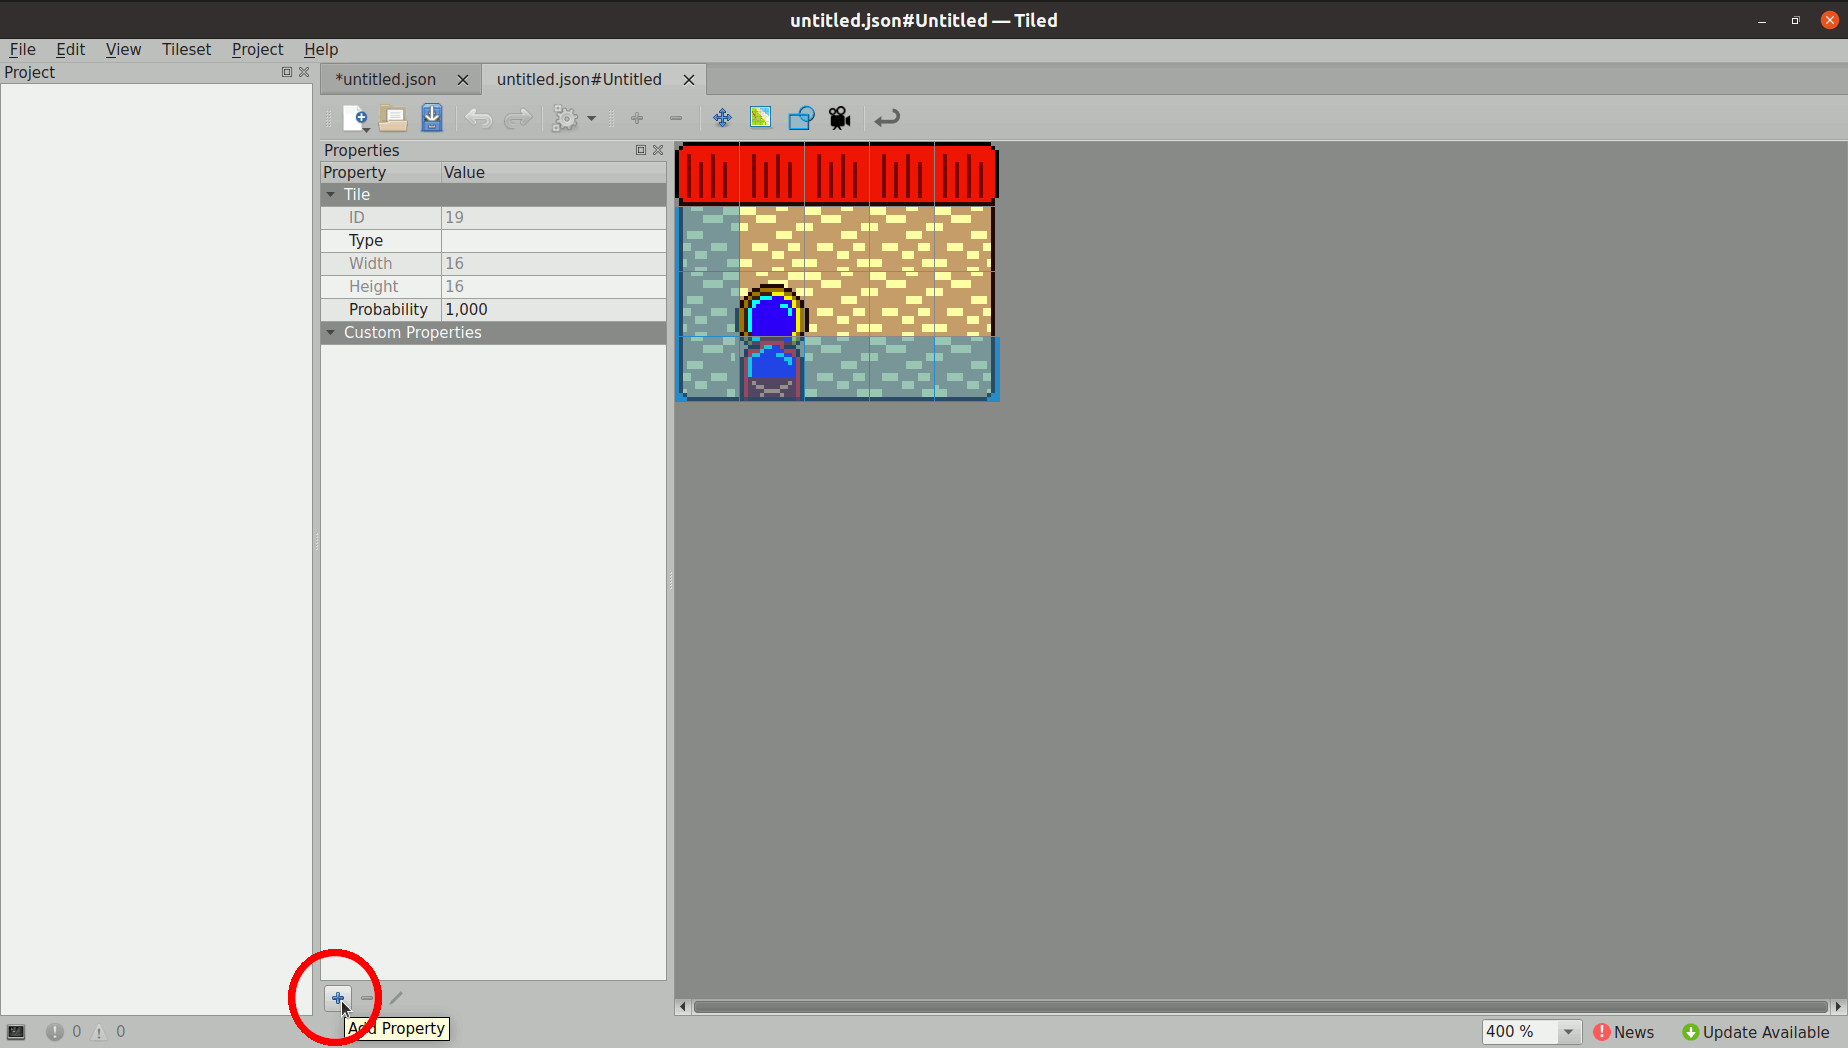 untitled.json#Untitled — Tiled
File Edit View Tileset Project Help
Project
*untitled.json untitled.json#Untitled
Properties
Property Value
Tile
ID 19
Type
Width 16
Height 16
Probability 1,000
Custom Properties
Add Property
0 0 400 % News Update Available